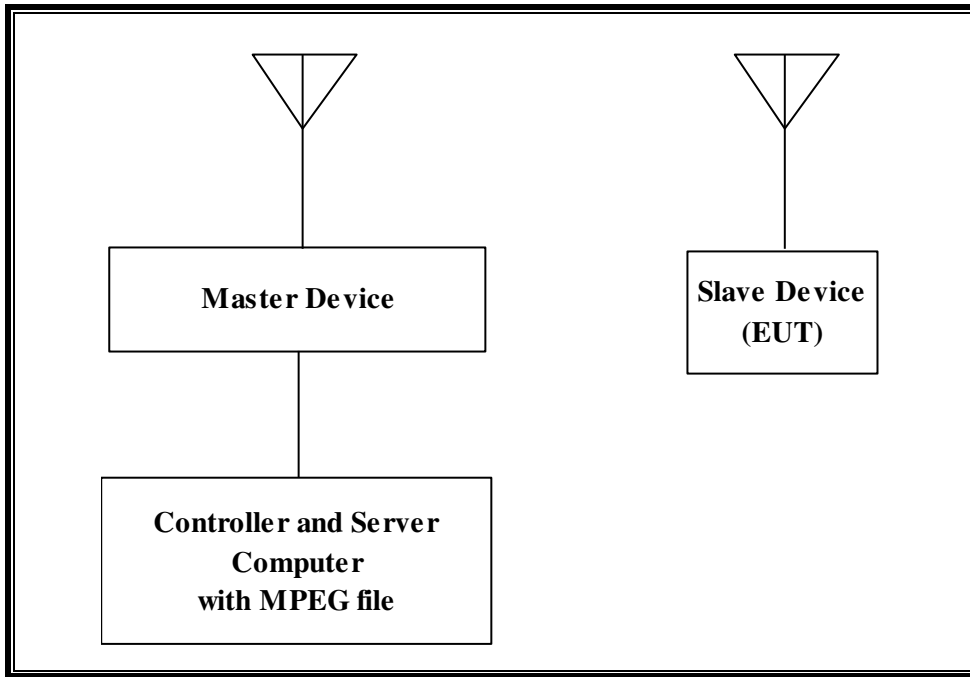 Master Device
Slave Device
(EUT)
Controller and Server
Computer
with MPEG file